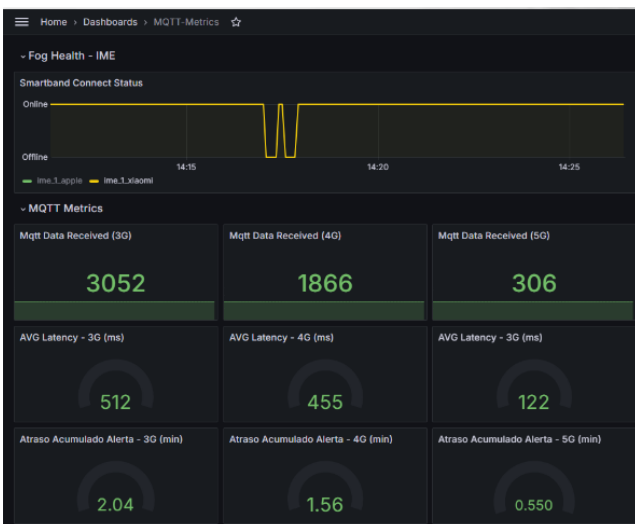 Home › Dashboards › MQTT-Metrics
Fog Health - IME
Smartband Connect Status
Online
Offline
14:15 14:20 14:25
ime_1_apple ime_1_xiaomi
MQTT Metrics
Mqtt Data Received (3G) Mqtt Data Received (4G) Mqtt Data Received (5G)
3052 1866 306
AVG Latency - 3G (ms) AVG Latency - 4G (ms) AVG Latency - 3G (ms)
512 455 122
Atraso Acumulado Alerta - 3G (min) Atraso Acumulado Alerta - 4G (min) Atraso Acumulado Alerta - 5G (min)
2.04 1.56 0.550